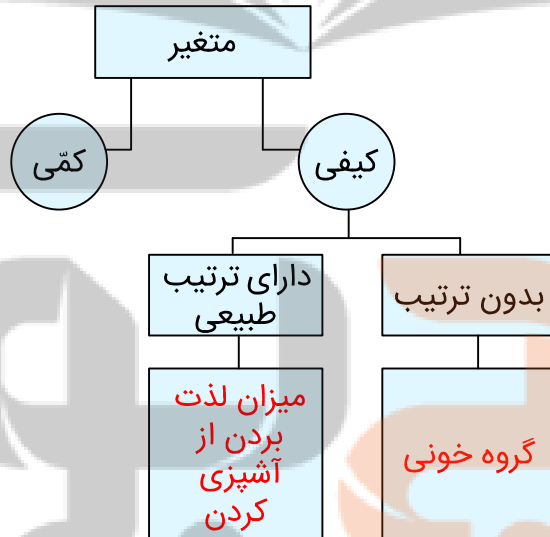 متغیر
کیفی
کمّی
بدون ترتیب
دارای ترتیب
طبیعی
گروه خونی
میزان لذت
بردن از
آشپزی
کردن